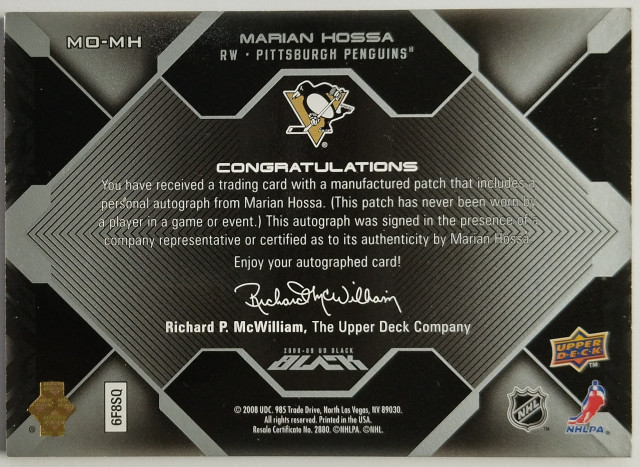 MO-MH
MARIAN HOSSA
RW · PITTSBURGH PENGUINS
CONGRATULATIONS
You have received a trading card with a manufactured patch that includes a
personal autograph from Marian Hossa. (This patch has never been worn by
a player in a game or event.) This autograph was signed in the presence of a
company representative or certified as to its authenticity by Marian Hossa.
Enjoy your autographed card!
Richard P. McWilliam
Richard P. McWilliam, The Upper Deck Company
2008-09 UD BLACK
BLACK
UPPER
D·E·C·K
TM
6F8SQ
© 2008 UDC. 985 Trade Drive, North Las Vegas, NV 89030.
All rights reserved. Printed in the USA.
Resale Certificate No. 2880. ©NHLPA. ©NHL.
NHL
NHLPA